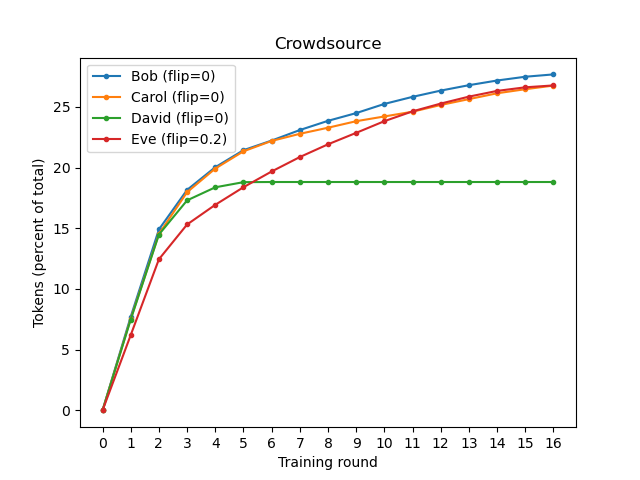 Crowdsource
Bob (flip=0)
Carol (flip=0)
David (flip=0)
Eve (flip=0.2)
Tokens (percent of total)
25
20
15
10
5
0
0 1 2 3 4 5 6 7 8 9 10 11 12 13 14 15 16
Training round